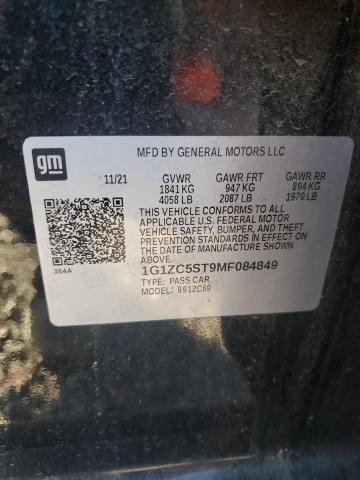 gm
MFD BY GENERAL MOTORS LLC
11/21 GVWR GAWR FRT GAWR RR
1841 KG 947 KG 894 KG
4058 LB 2087 LB 1970 LB
THIS VEHICLE CONFORMS TO ALL
APPLICABLE U.S. FEDERAL MOTOR
VEHICLE SAFETY, BUMPER, AND THEFT
PREVENTION STANDARDS IN EFFECT ON
THE DATE OF MANUFACTURE SHOWN
ABOVE.
384A
1G1ZC5ST9MF084849
TYPE: PASS CAR
MODEL: 991ZC69